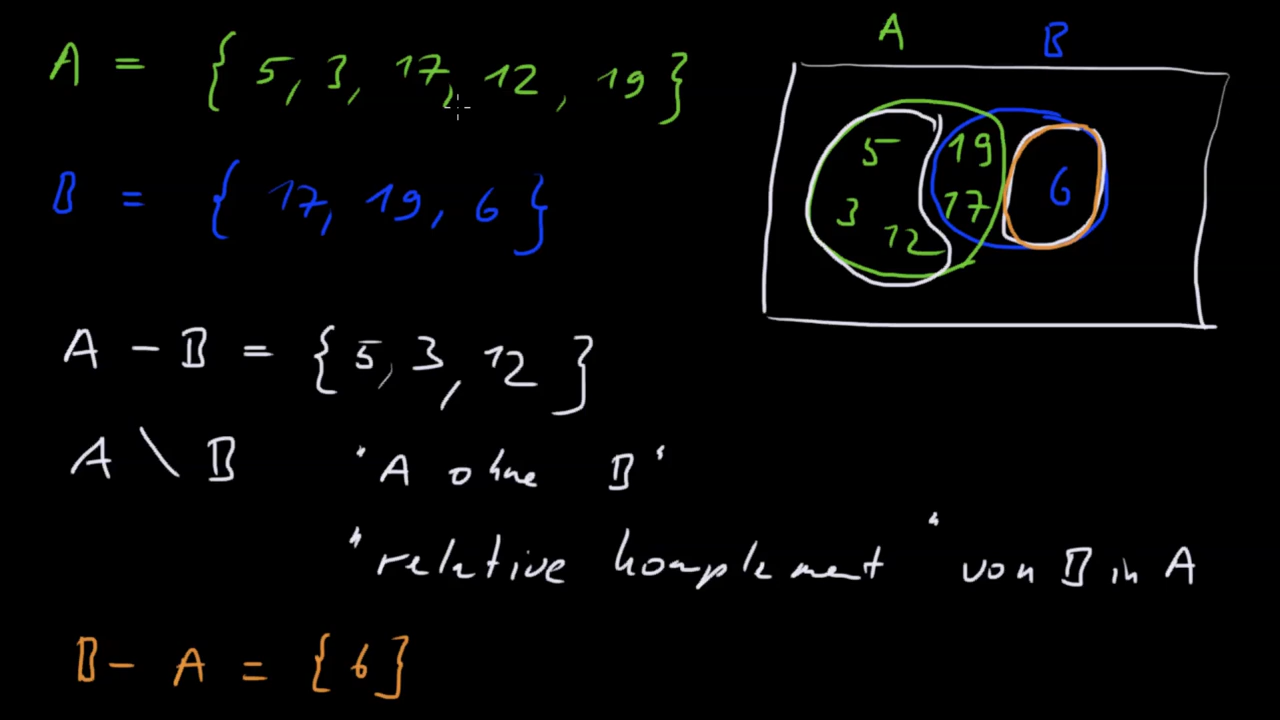 A = { 5, 3, 17, 12, 19 }
B = { 17, 19, 6 }
A - B = { 5, 3, 12 }
A \ B "A ohne B"
"relative komplement" von B in A
B - A = { 6 }
A B
5 19
6
3 17
12